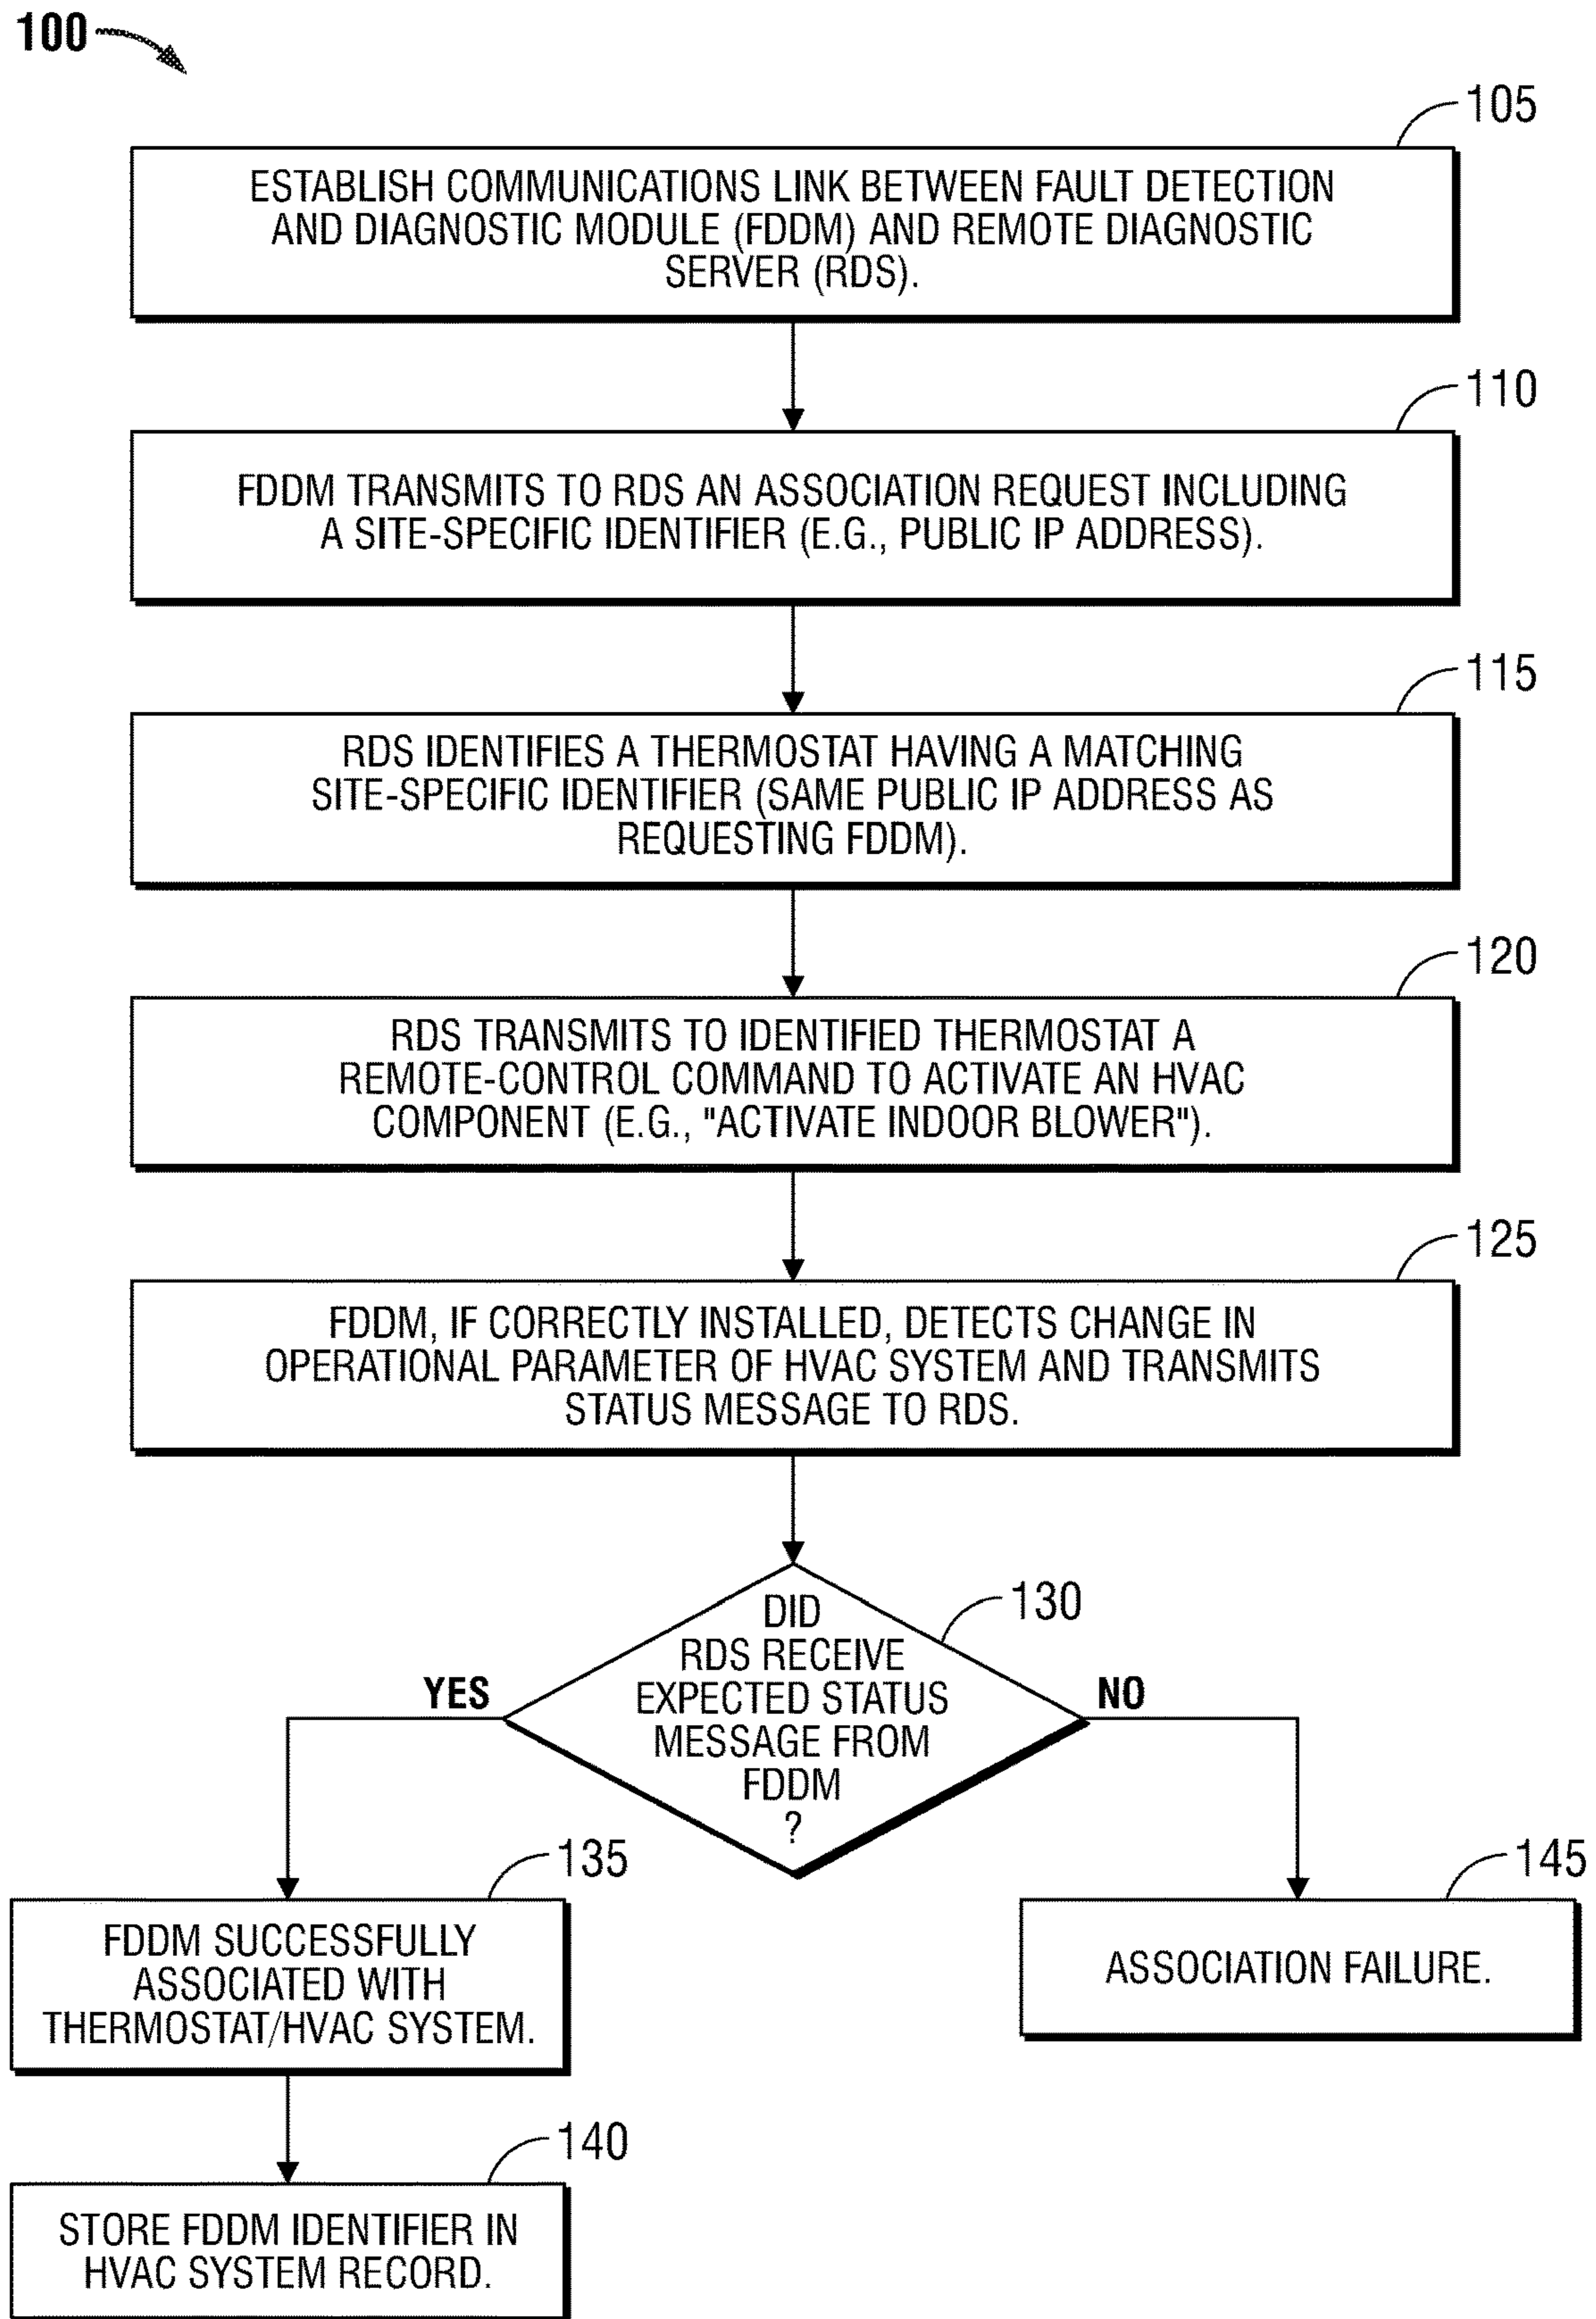 100
105
ESTABLISH COMMUNICATIONS LINK BETWEEN FAULT DETECTION
AND DIAGNOSTIC MODULE (FDDM) AND REMOTE DIAGNOSTIC
SERVER (RDS).
110
FDDM TRANSMITS TO RDS AN ASSOCIATION REQUEST INCLUDING
A SITE-SPECIFIC IDENTIFIER (E.G., PUBLIC IP ADDRESS).
115
RDS IDENTIFIES A THERMOSTAT HAVING A MATCHING
SITE-SPECIFIC IDENTIFIER (SAME PUBLIC IP ADDRESS AS
REQUESTING FDDM).
120
RDS TRANSMITS TO IDENTIFIED THERMOSTAT A
REMOTE-CONTROL COMMAND TO ACTIVATE AN HVAC
COMPONENT (E.G., "ACTIVATE INDOOR BLOWER").
125
FDDM, IF CORRECTLY INSTALLED, DETECTS CHANGE IN
OPERATIONAL PARAMETER OF HVAC SYSTEM AND TRANSMITS
STATUS MESSAGE TO RDS.
130
DID
RDS RECEIVE
EXPECTED STATUS
MESSAGE FROM
FDDM
?
YES
NO
135
FDDM SUCCESSFULLY
ASSOCIATED WITH
THERMOSTAT/HVAC SYSTEM.
145
ASSOCIATION FAILURE.
140
STORE FDDM IDENTIFIER IN
HVAC SYSTEM RECORD.